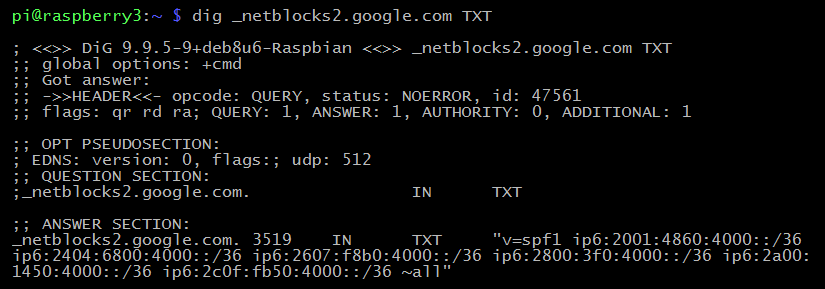 pi@raspberry3:~ $ dig _netblocks2.google.com TXT
; <<>> DiG 9.9.5-9+deb8u6-Raspbian <<>> _netblocks2.google.com TXT
;; global options: +cmd
;; Got answer:
;; ->>HEADER<<- opcode: QUERY, status: NOERROR, id: 47561
;; flags: qr rd ra; QUERY: 1, ANSWER: 1, AUTHORITY: 0, ADDITIONAL: 1
;; OPT PSEUDOSECTION:
; EDNS: version: 0, flags:; udp: 512
;; QUESTION SECTION:
;_netblocks2.google.com. IN TXT
;; ANSWER SECTION:
_netblocks2.google.com. 3519 IN TXT "v=spf1 ip6:2001:4860:4000::/36
ip6:2404:6800:4000::/36 ip6:2607:f8b0:4000::/36 ip6:2800:3f0:4000::/36 ip6:2a00:
1450:4000::/36 ip6:2c0f:fb50:4000::/36 ~all"